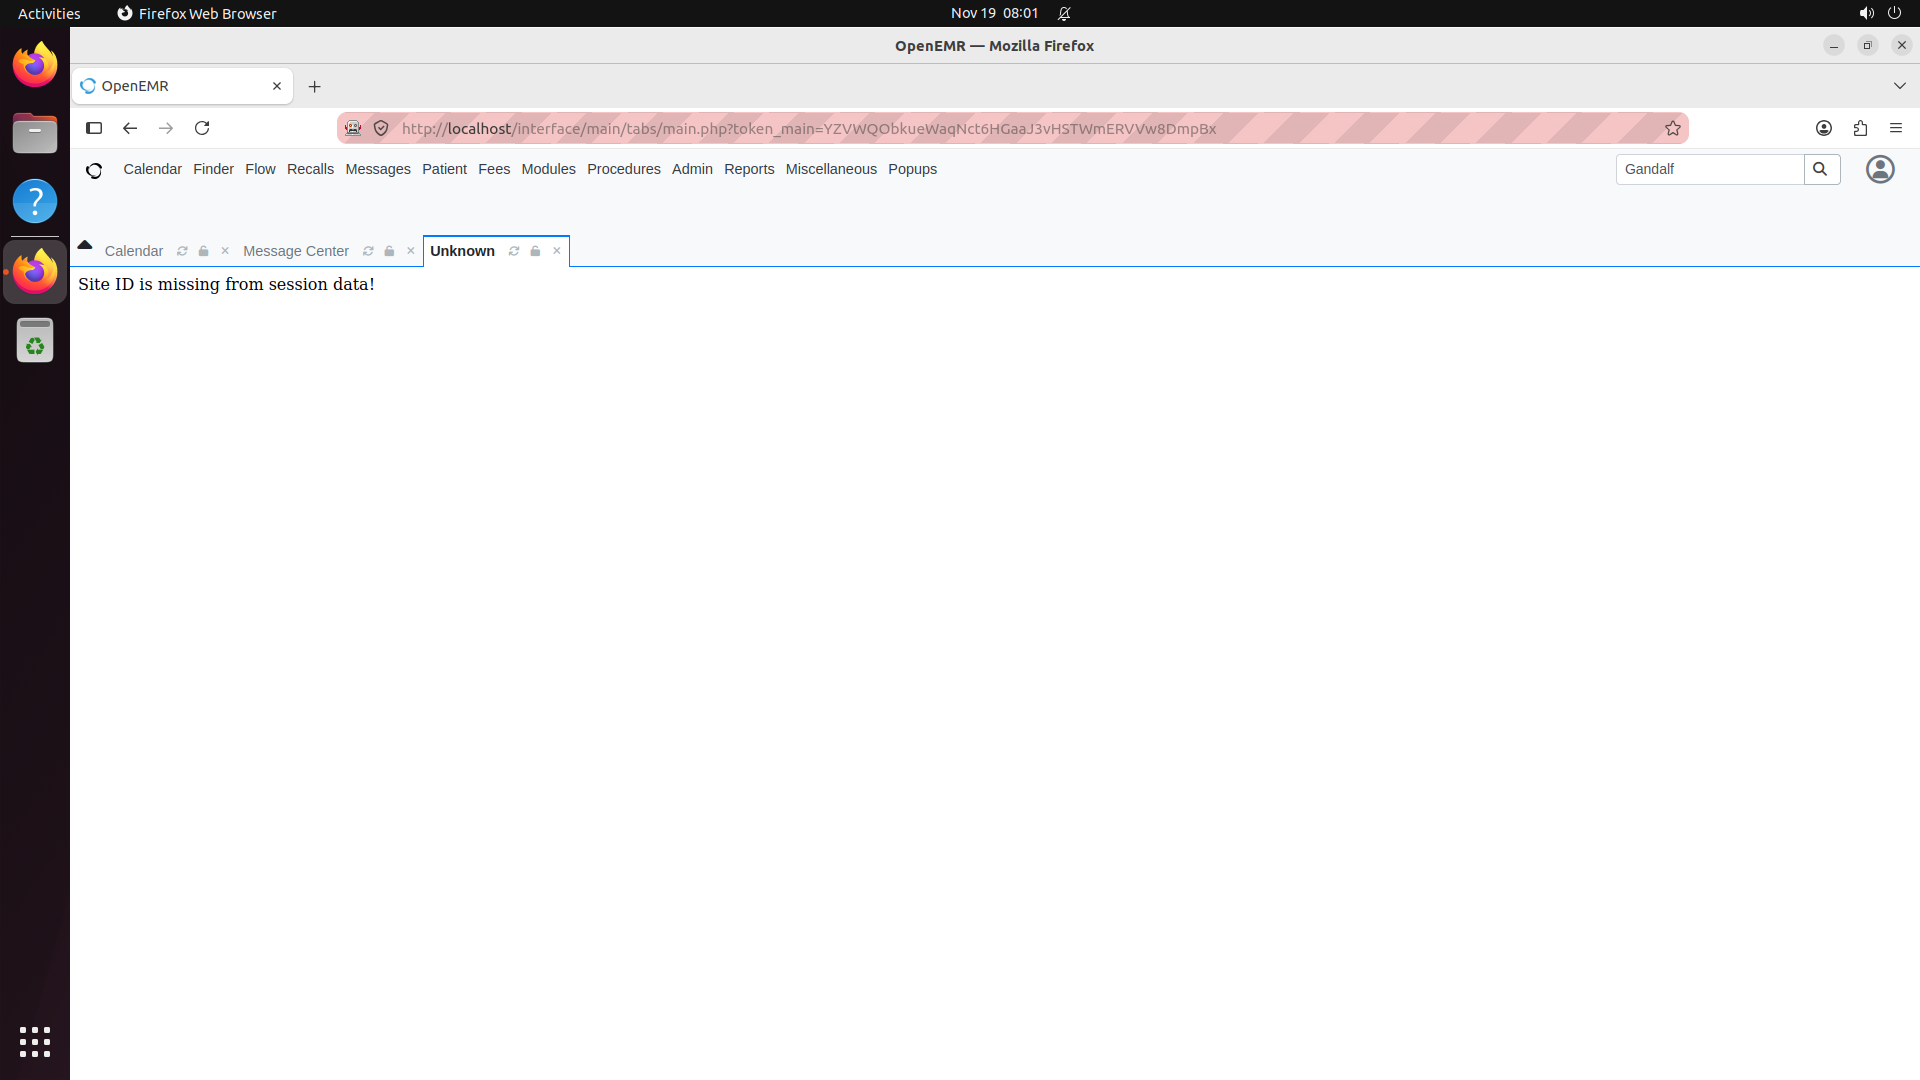 Activities
Firefox Web Browser
Nov 19 08:01
OpenEMR — Mozilla Firefox
OpenEMR
http://localhost/interface/main/tabs/main.php?token_main=YZVWQObkueWaqNct6HGaaJ3vHSTWmERVVw8DmpBx
Calendar Finder Flow Recalls Messages Patient Fees Modules Procedures Admin Reports Miscellaneous Popups
Gandalf
Calendar
Message Center
Unknown
Site ID is missing from session data!